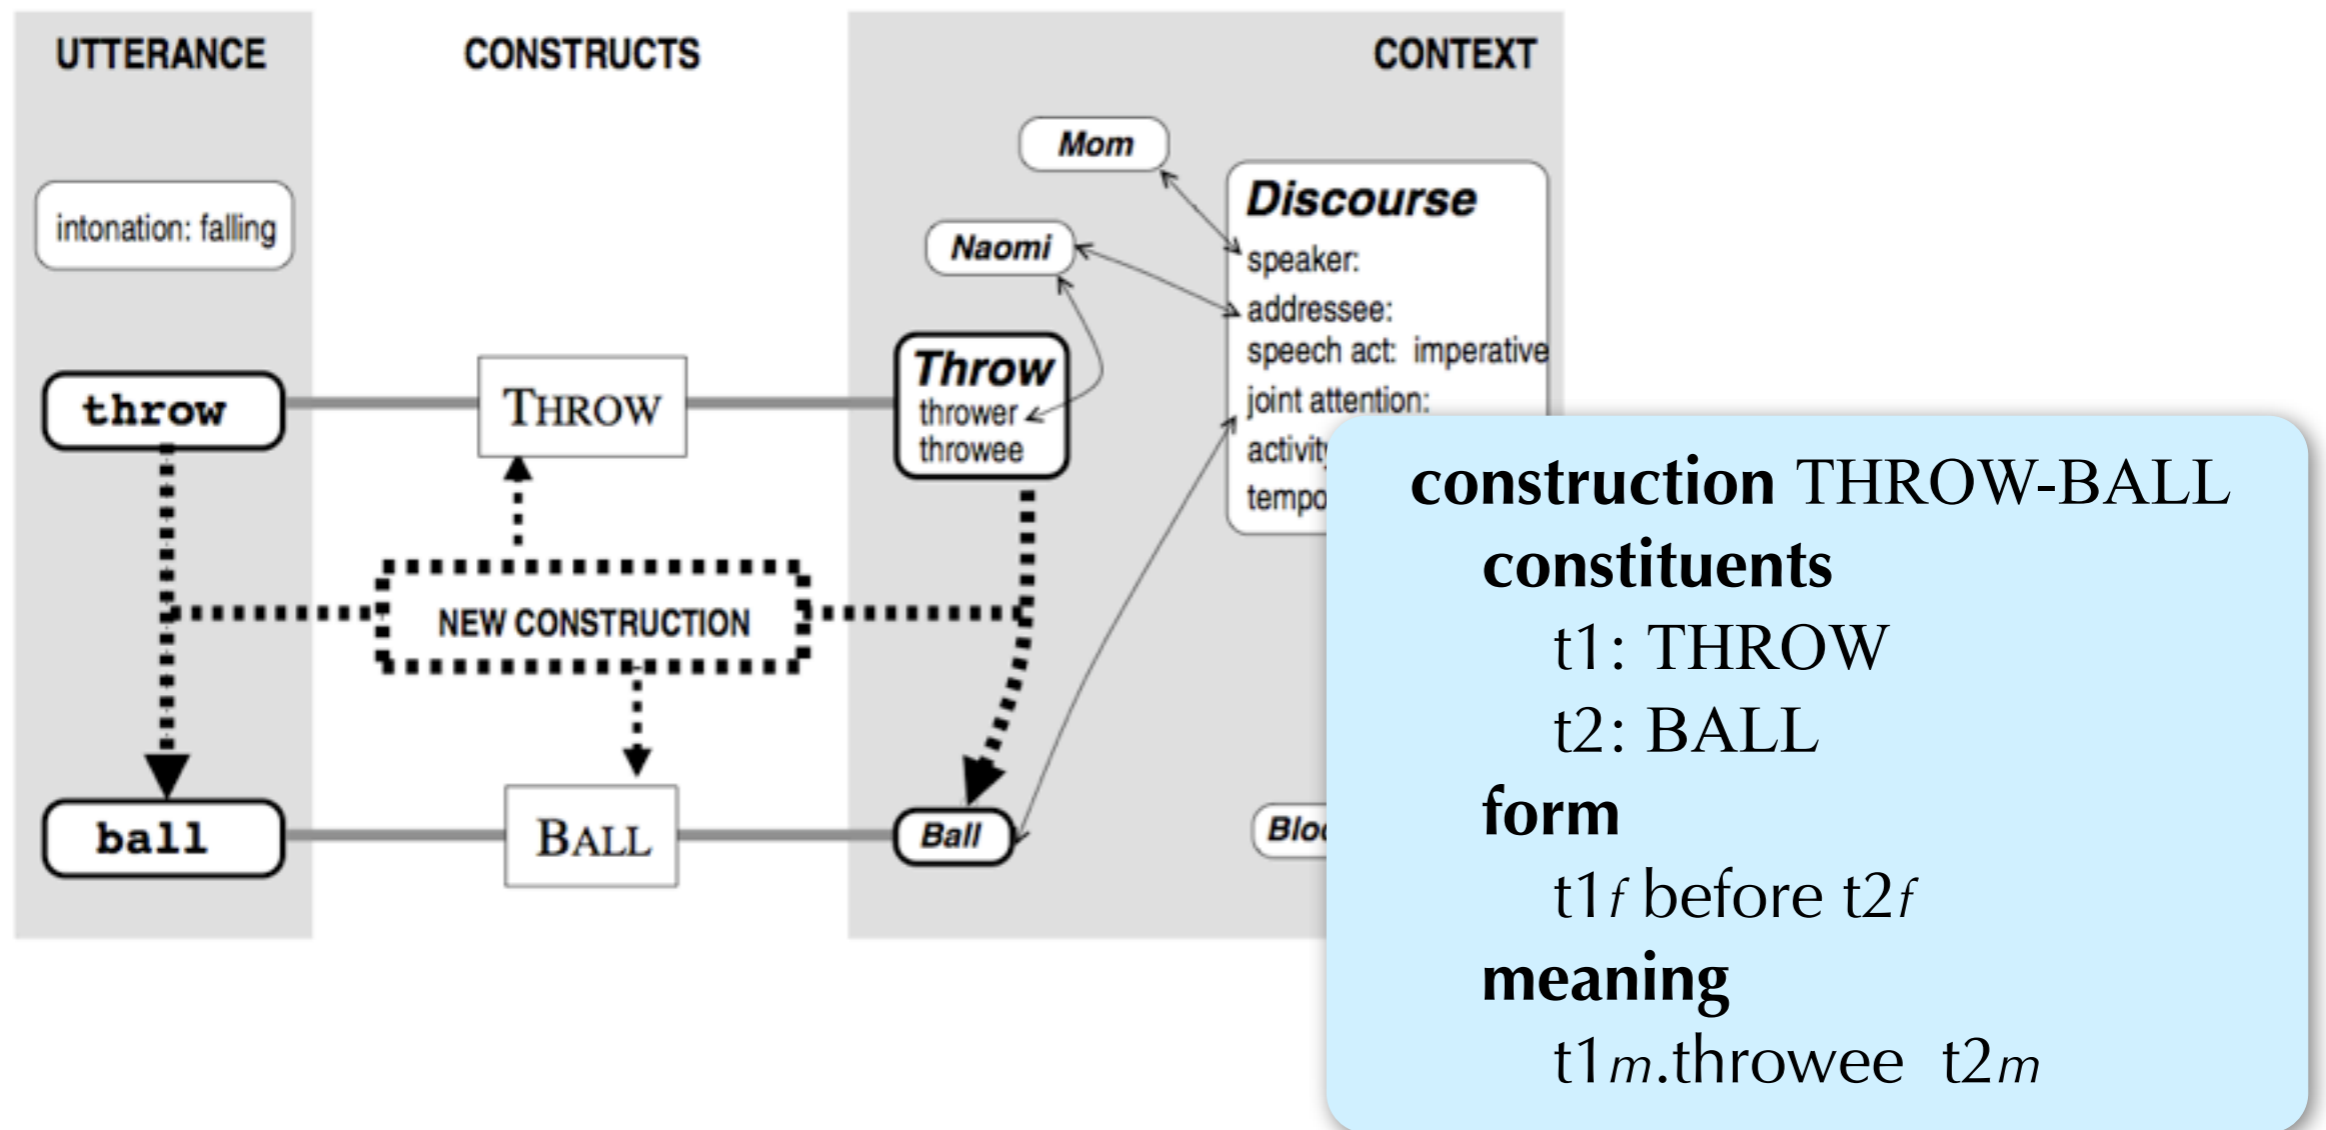 UTTERANCE
CONSTRUCTS
CONTEXT
Mom
Discourse
speaker:
addressee:
speech act: imperative
joint attention:
intonation: falling
Naomi
throw
THROW
Throw
thrower
throwee
NEW CONSTRUCTION
ball
BALL
Ball
construction THROW-BALL
constituents
t1: THROW
t2: BALL
form
t1f before t2f
meaning
t1m.throwee t2m